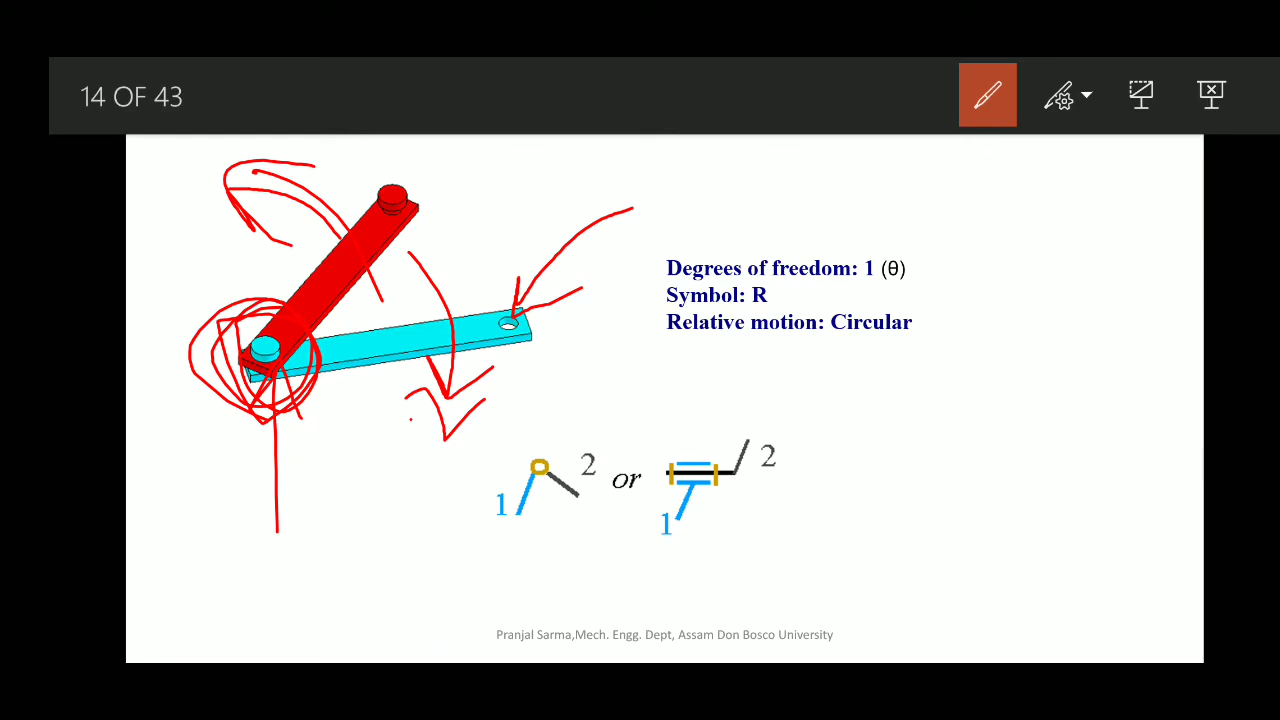 14 OF 43
Degrees of freedom: 1 (θ)
Symbol: R
Relative motion: Circular
1 2 or 1 2
Pranjal Sarma,Mech. Engg. Dept, Assam Don Bosco University